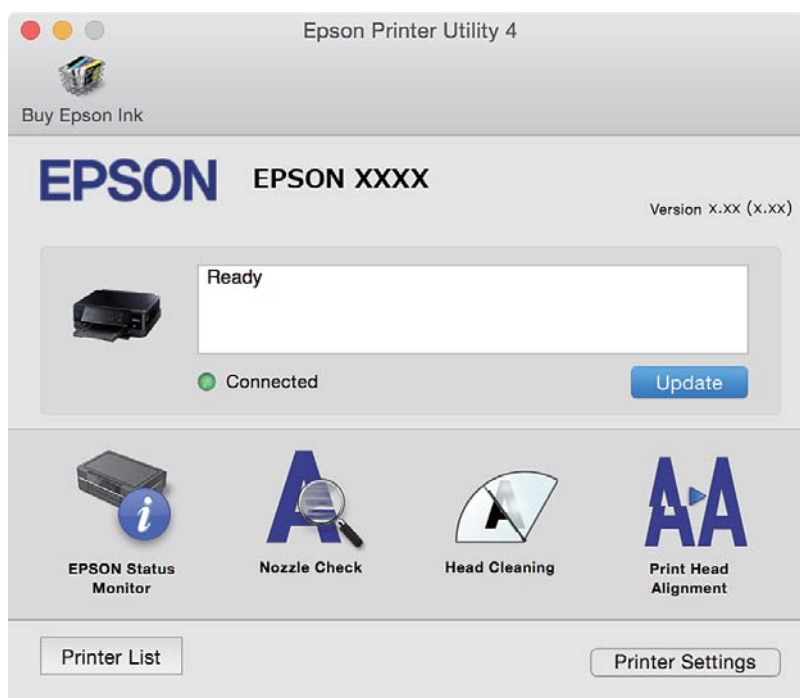 Epson Printer Utility 4
Buy Epson Ink
EPSON
EPSON XXXX
Version x.xx (x.xx)
Ready
Connected
Update
EPSON Status
Monitor
Nozzle Check
Head Cleaning
Print Head
Alignment
Printer List
Printer Settings